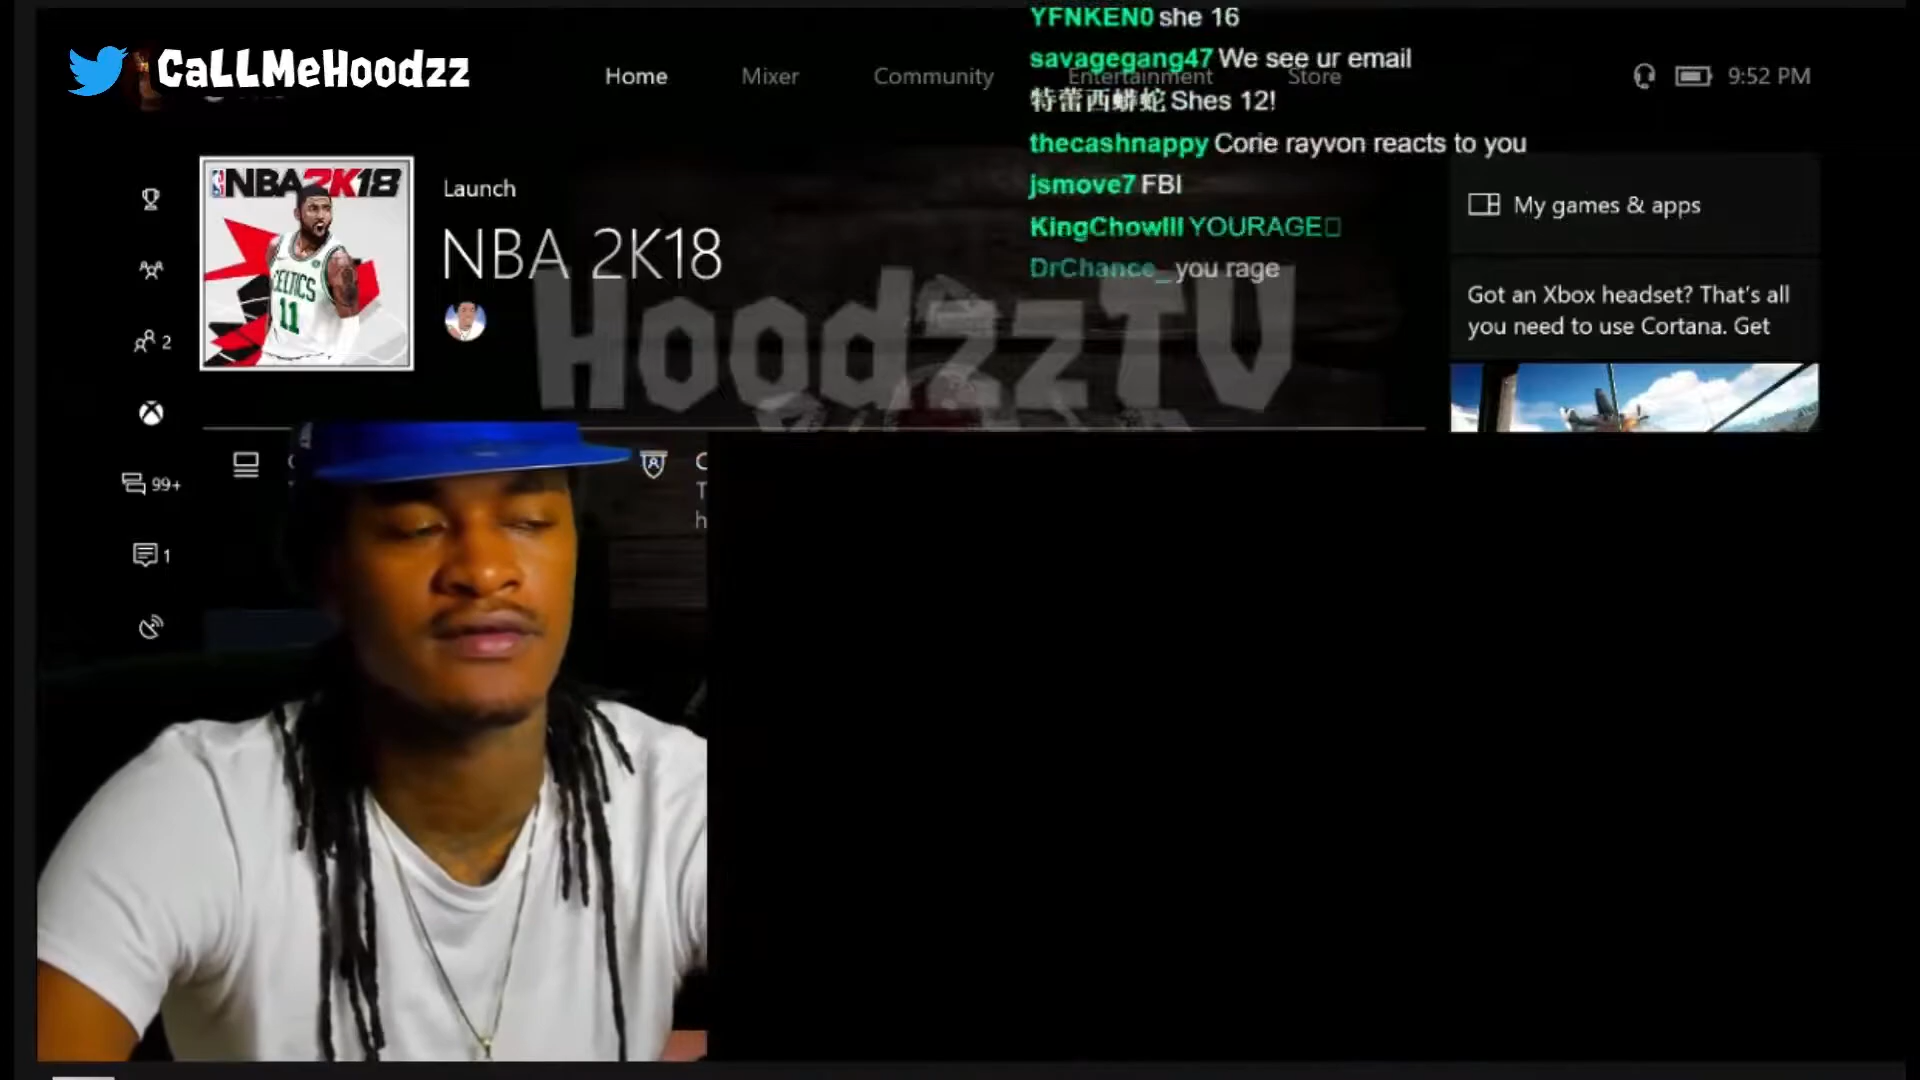 CaLLMeHoodzz
Home
Mixer
Community
Entertainment
Store
9:52 PM
YFNKEN0 she 16
savagegang47 We see ur email
特蕾西蟒蛇 Shes 12!
thecashnappy Corie rayvon reacts to you
jsmove7 FBI
KingChowIII YOURAGE
DrChance_ you rage
NBA 2K18
CELTICS
11
Launch
NBA 2K18
HoodzzTV
My games & apps
Got an Xbox headset? That's all
you need to use Cortana. Get
2
99+
1